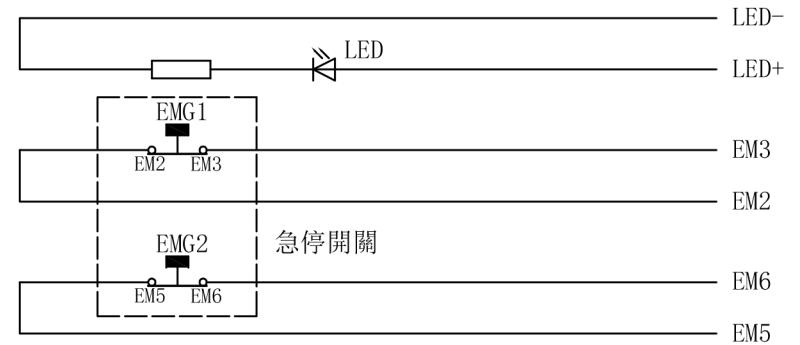 LED-
LED
LED+
EMG1
EM2 EM3
EM3
EM2
EMG2
急停開關
EM5 EM6
EM6
EM5